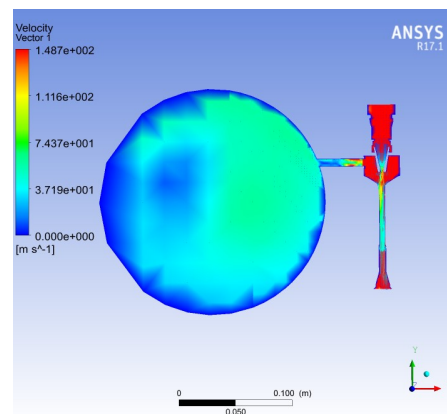 Velocity
Vector 1
1.487e+002
1.116e+002
7.437e+001
3.719e+001
0.000e+000
[m s^-1]
ANSYS
R17.1
Y
0
0.100 (m)
0.050